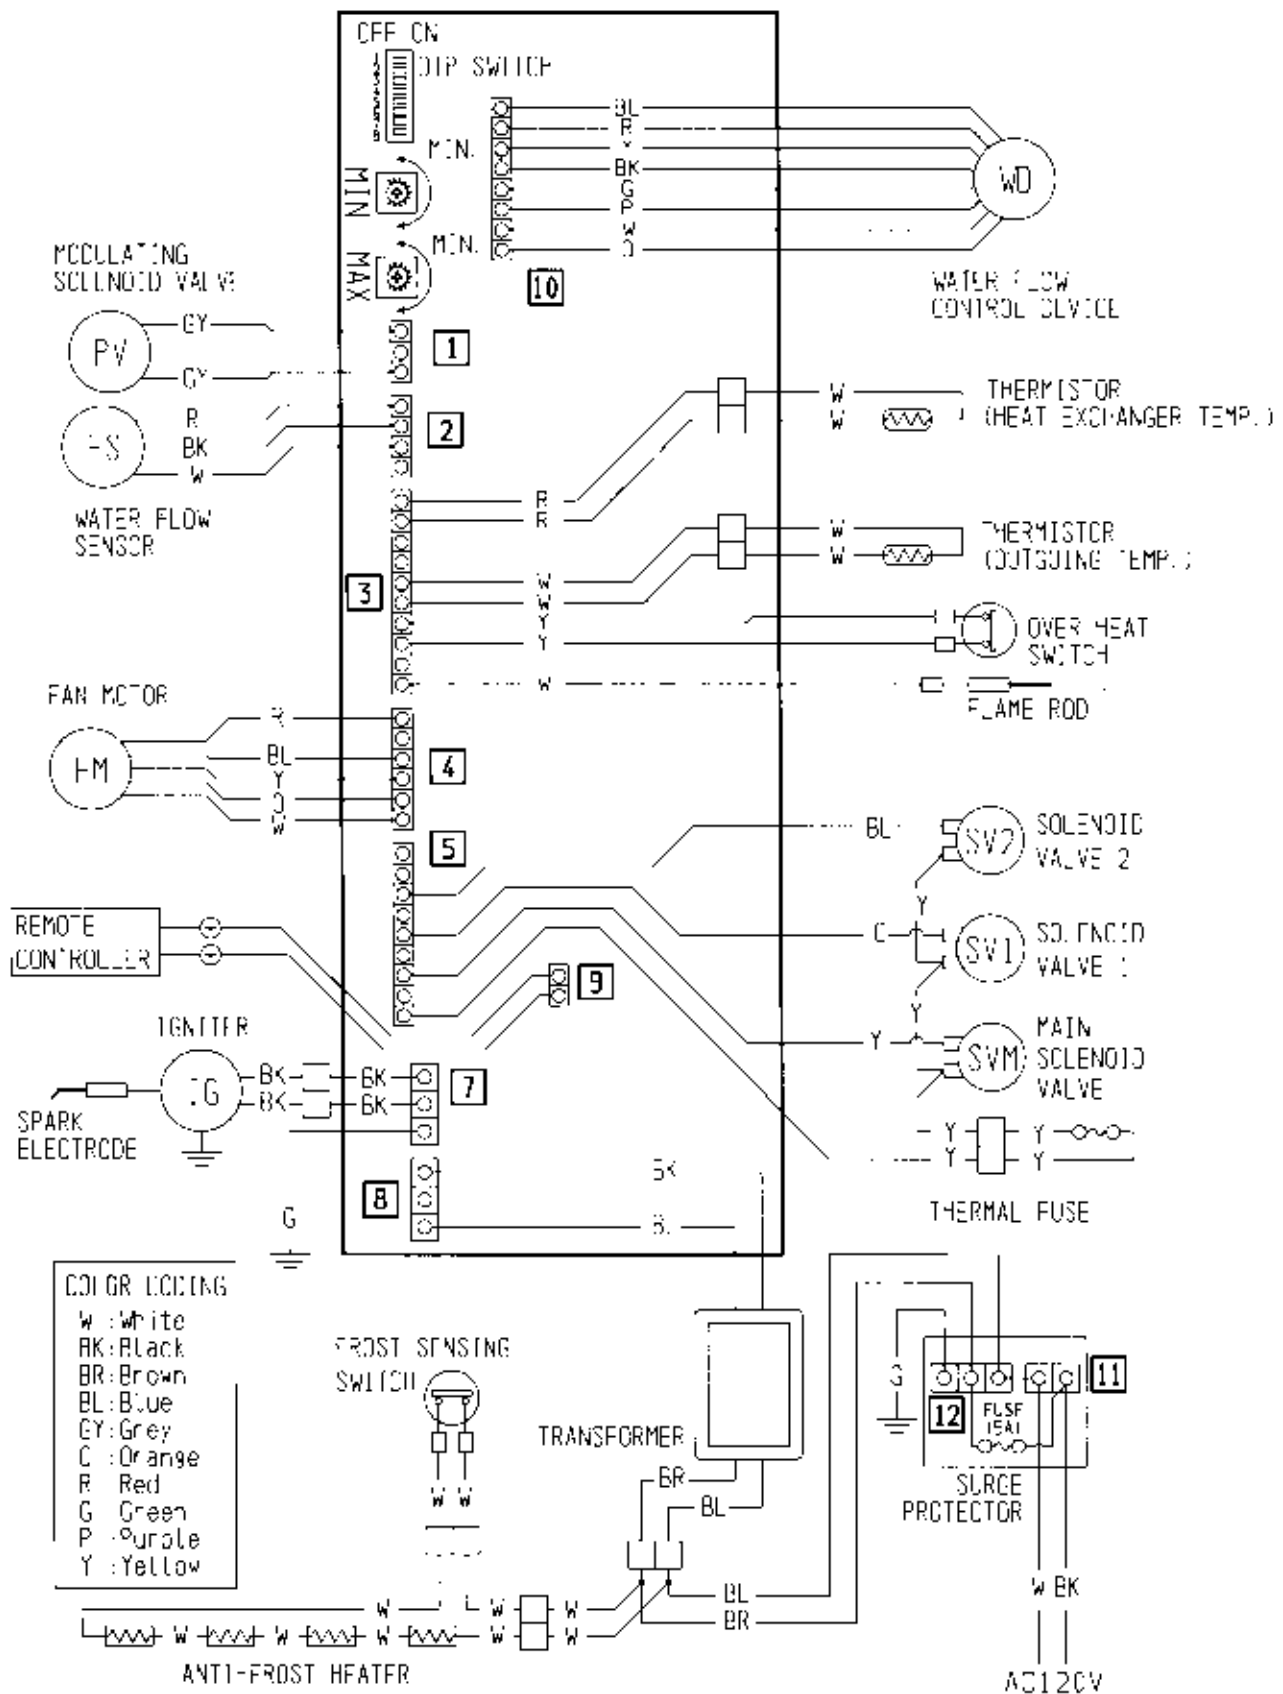 OFF ON
DIP SWITCH
MIN.
MIN
MIN.
MAX
BL
R
Y
BK
G
P
W
O
WD
WATER FLOW
CONTROL DEVICE
10
MODULATING
SOLENOID VALVE
PV
GY
GY
1
R
BK
W
2
WATER FLOW
SENSOR
W
W
THERMISTOR
(HEAT EXCHANGER TEMP.)
R
R
W
W
THERMISTOR
(OUTGOING TEMP.)
3
W
W
Y
Y
W
OVER HEAT
SWITCH
FLAME ROD
FAN MOTOR
R
BL
Y
O
W
4
5
BL
SV2
SOLENOID
VALVE 2
Y
REMOTE
CONTROLLER
SV1
SOLENOID
VALVE 1
9
Y
Y
SVM
MAIN
SOLENOID
VALVE
IGNITER
IG
BK
BK
BK
BK
7
SPARK
ELECTRODE
Y
Y
Y
Y
THERMAL FUSE
8
BK
BL
G
COLOR CODING
W :White
BK:Black
BR:Brown
BL:Blue
GY:Grey
O :Orange
R Red
G Green
P :Purple
Y :Yellow
FROST SENSING
SWITCH
W W
TRANSFORMER
BR
BL
G
11
12
FUSE
(5A)
SURGE
PROTECTOR
W BK
BL
BR
W
W
W
W
W
W
W
W
ANTI-FROST HEATER
AC120V